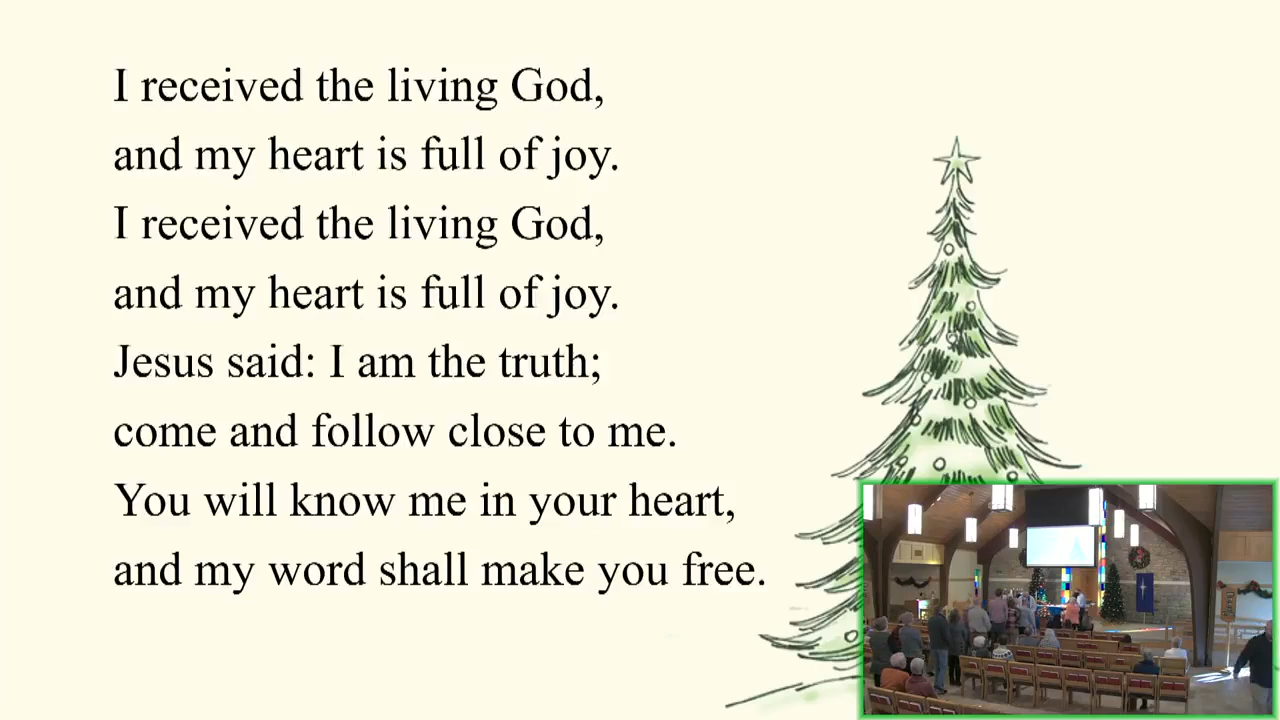 I received the living God,
and my heart is full of joy.
I received the living God,
and my heart is full of joy.
Jesus said: I am the truth;
come and follow close to me.
You will know me in your heart,
and my word shall make you free.